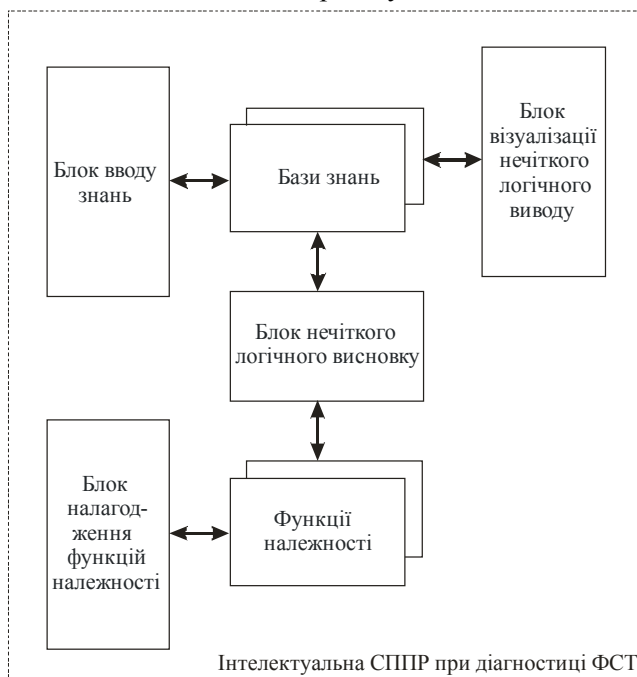 Блок вводу
знань
Бази знань
Блок
візуалізації
нечіткого
логічного
виводу
Блок нечіткого
логічного висновку
Блок
налагод-
ження
функцій
належності
Функції
належності
Інтелектуальна СППР при діагностиці ФСТ